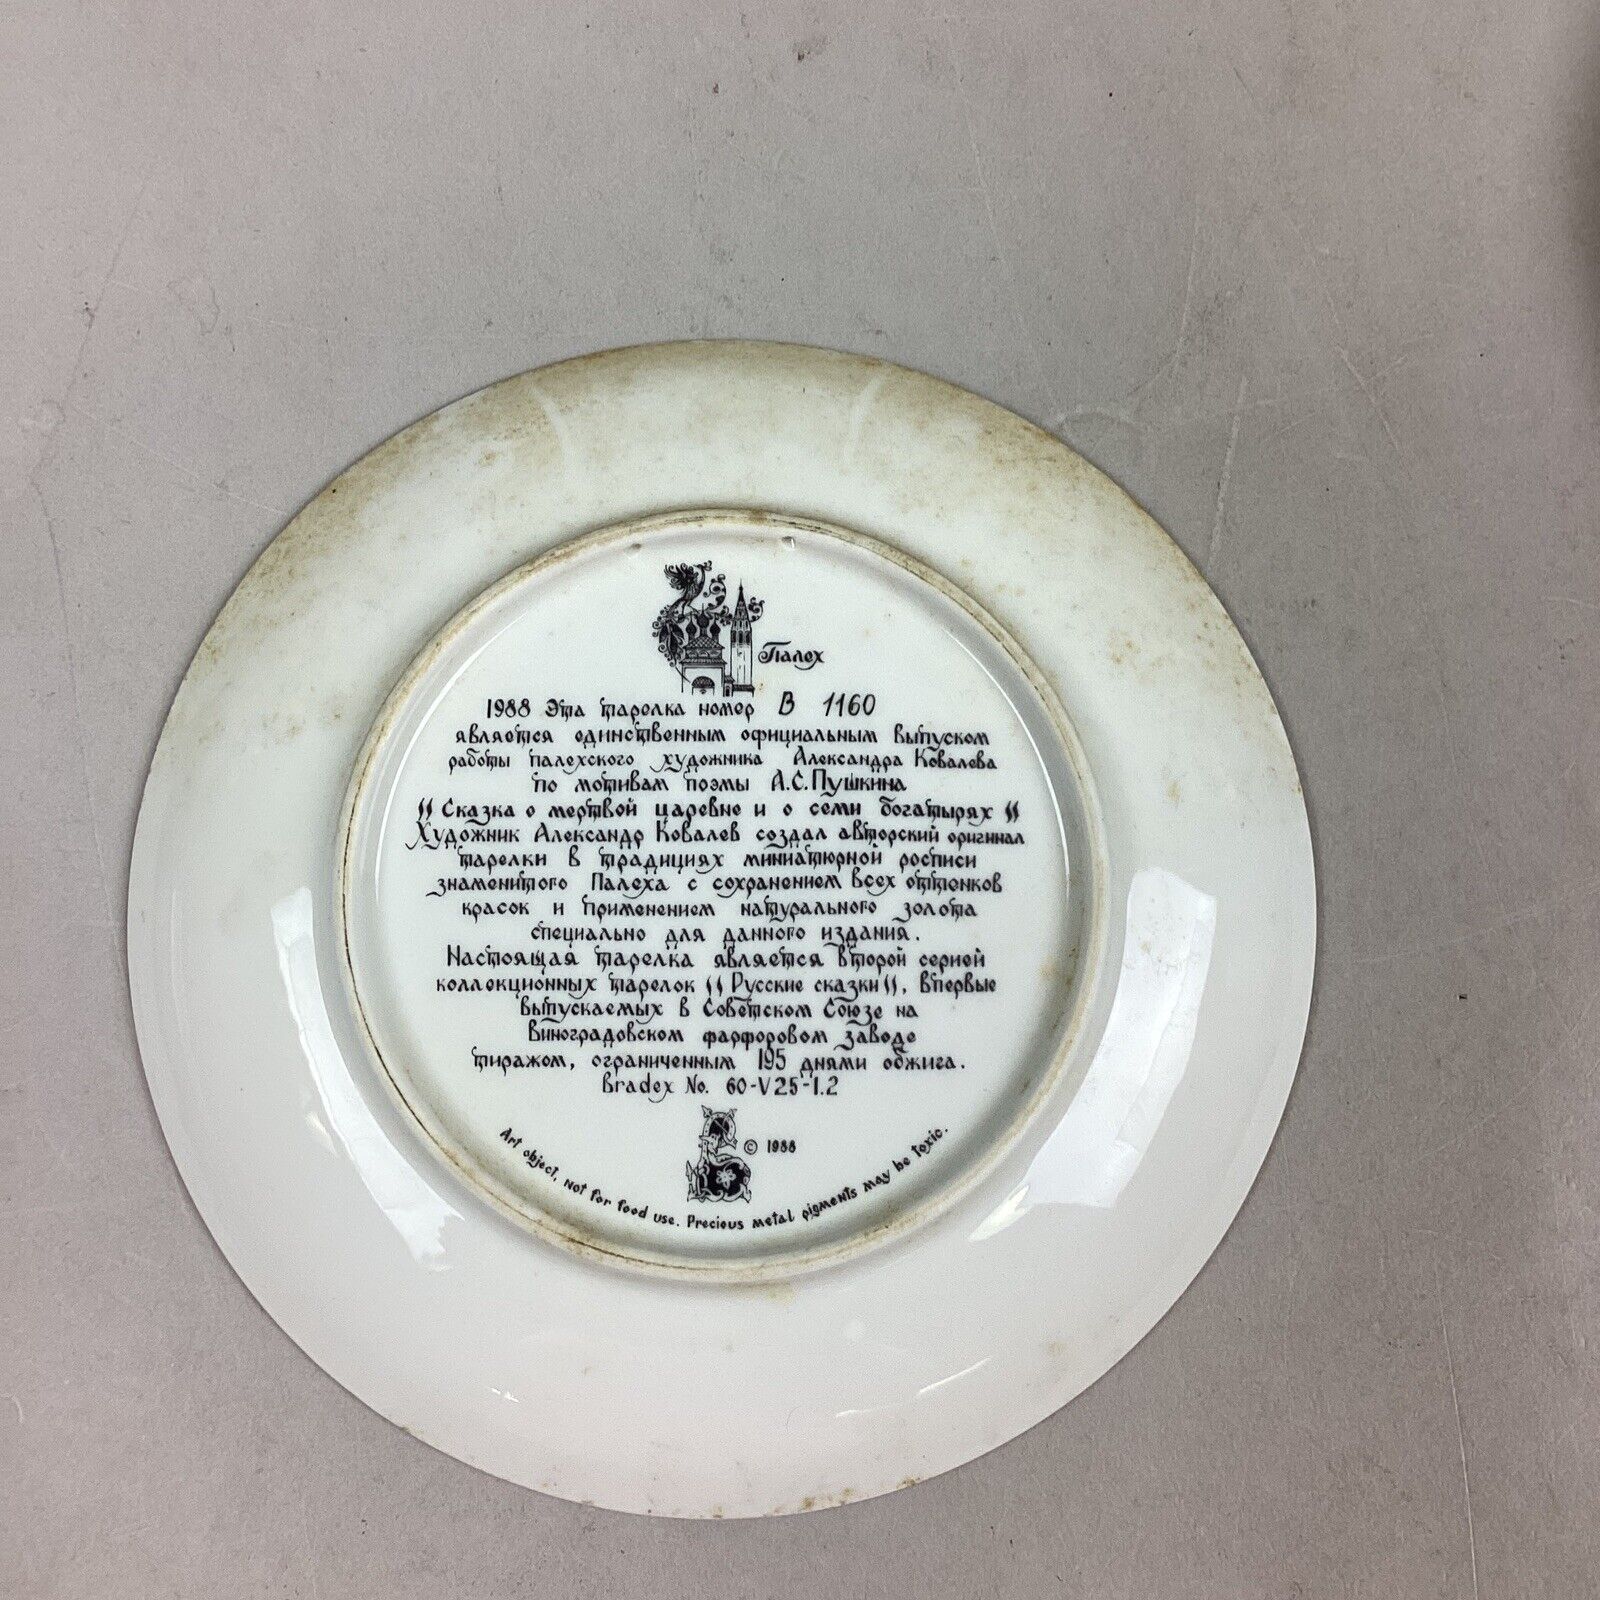 Палех
1988 Эта тарелка номер В 1160
является единственным официальным выпуском
работы палехского художника Александра Ковалева
по мотивам поэмы А.С.Пушкина
"Сказка о мертвой царевне и о семи богатырях"
Художник Александр Ковалев создал авторский оригинал
тарелки в традициях миниатюрной росписи
знаменитого Палеха с сохранением всех оттенков
красок и применением натурального золота
специально для данного издания.
Настоящая тарелка является второй серией
коллекционных тарелок "Русские сказки", впервые
выпускаемых в Советском Союзе на
Виноградовском фарфоровом заводе
тиражом, ограниченным 195 днями обжига.
Bradex No. 60-V25-1.2
© 1988
Art object, not for food use. Precious metal pigments may be toxic.